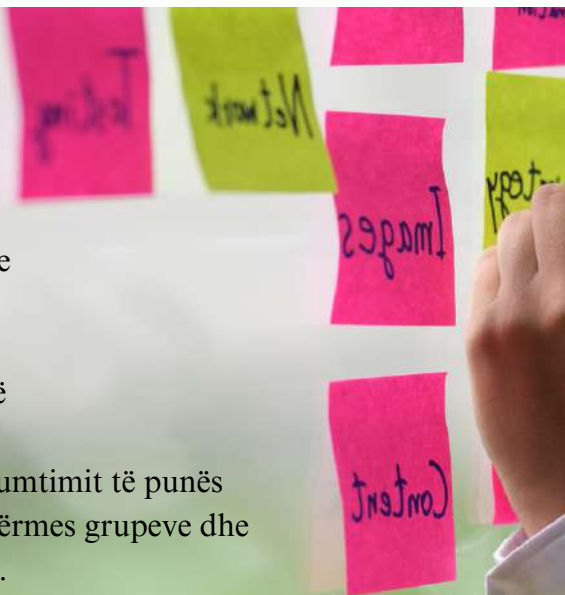 Testing
Network
Images
Content
e
ë
umtimit të punës
ërmes grupeve dhe
.